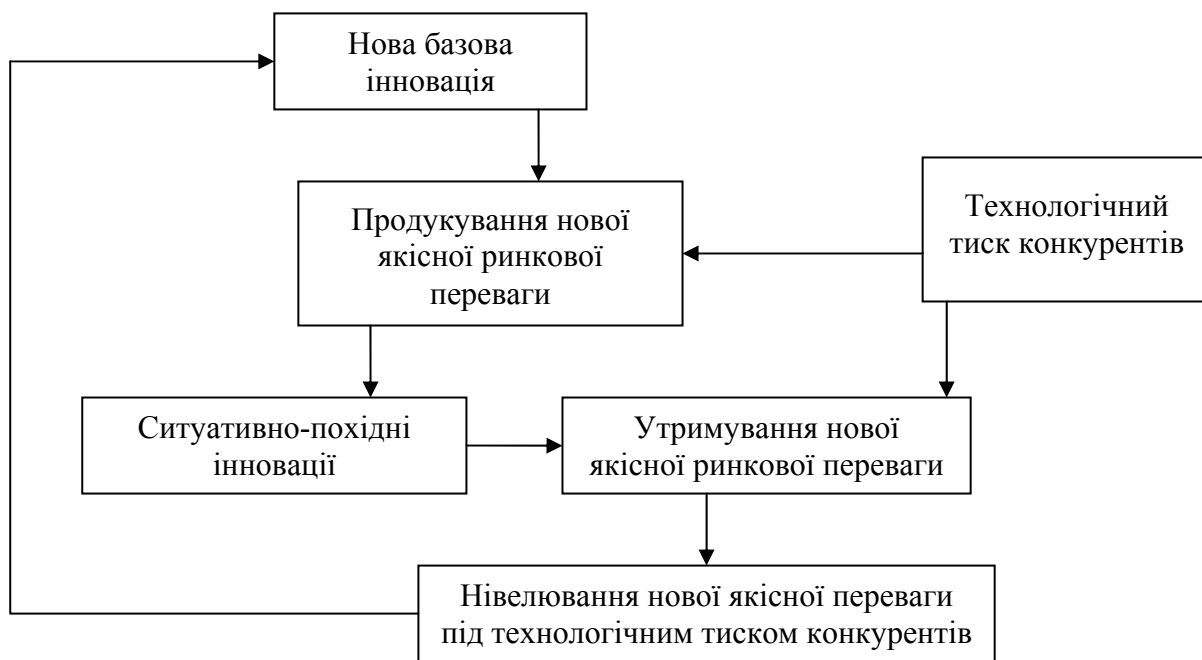 Нова базова
інновація
Продукування нової
якісної ринкової
переваги
Технологічний
тиск конкурентів
Ситуативно-похідні
інновації
Утримування нової
якісної ринкової переваги
Нівелювання нової якісної переваги
під технологічним тиском конкурентів